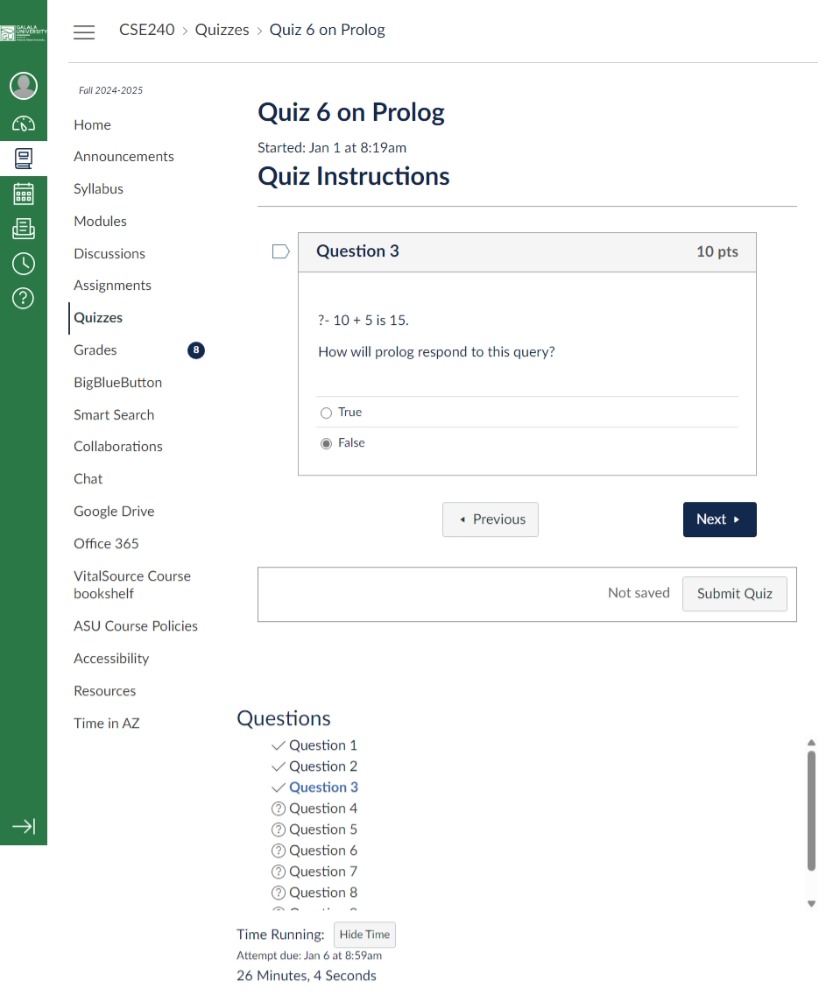 GALALA
UNIVERSITY
CSE240 > Quizzes > Quiz 6 on Prolog
Fall 2024-2025
Home
Announcements
Syllabus
Modules
Discussions
Assignments
Quizzes
Grades 8
BigBlueButton
Smart Search
Collaborations
Chat
Google Drive
Office 365
VitalSource Course
bookshelf
ASU Course Policies
Accessibility
Resources
Time in AZ
Quiz 6 on Prolog
Started: Jan 1 at 8:19am
Quiz Instructions
Question 3 10 pts
?- 10 + 5 is 15.
How will prolog respond to this query?
True
False
Previous Next
Not saved Submit Quiz
Questions
Question 1
Question 2
Question 3
Question 4
Question 5
Question 6
Question 7
Question 8
Time Running: Hide Time
Attempt due: Jan 6 at 8:59am
26 Minutes, 4 Seconds